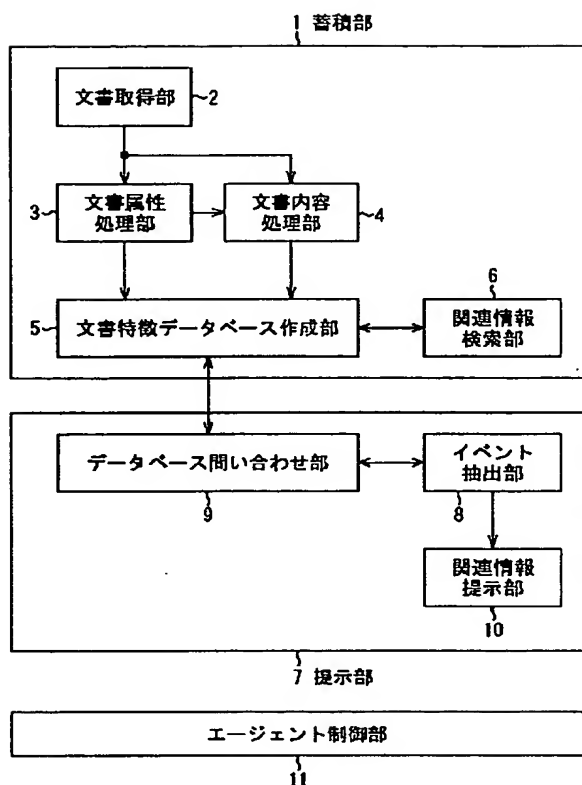 1 蓄積部
文書取得部
2
3
文書属性
処理部
文書内容
処理部
4
5
文書特徴データベース作成部
6
関連情報
検索部
データベース問い合わせ部
9
イベント
抽出部
8
関連情報
提示部
10
7 提示部
エージェント制御部
11